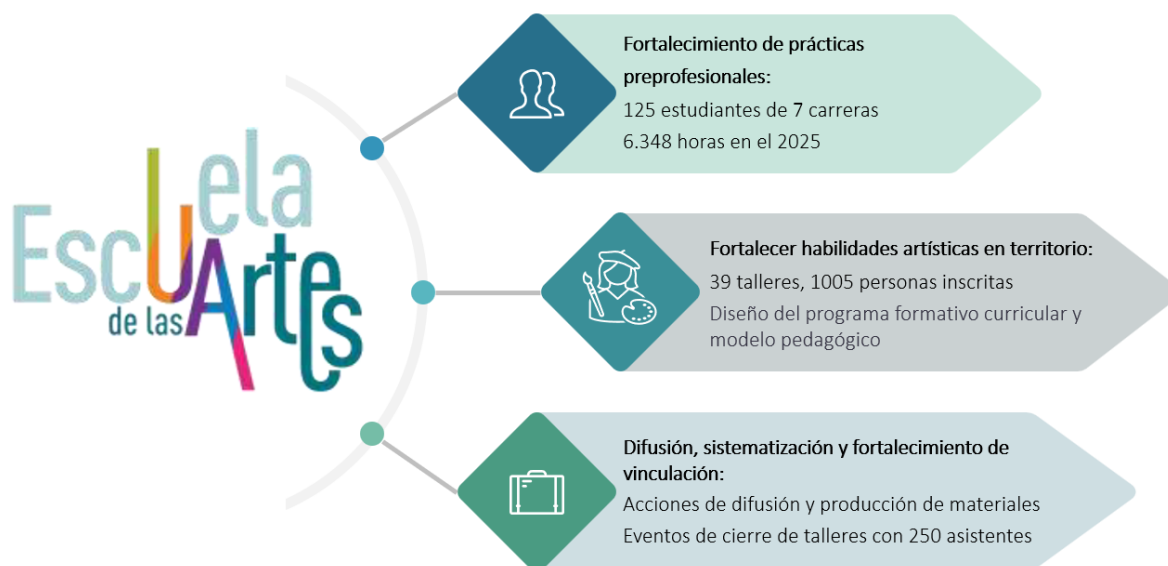 Escuela
de las Artes
Fortalecimiento de prácticas
preprofesionales:
125 estudiantes de 7 carreras
6.348 horas en el 2025
Fortalecer habilidades artísticas en territorio:
39 talleres, 1005 personas inscritas
Diseño del programa formativo curricular y
modelo pedagógico
Difusión, sistematización y fortalecimiento de
vinculación:
Acciones de difusión y producción de materiales
Eventos de cierre de talleres con 250 asistentes